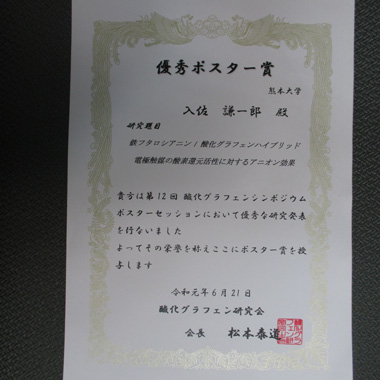 優秀ポスター賞
熊本大学
入佐 謙一郎 殿
研究題目
鉄フタロシアニン / 酸化グラフェンハイブリッド
電極触媒の酸素還元活性に対するアニオン効果
貴方は第12回 酸化グラフェンシンポジウム
ポスターセッションにおいて優秀な研究発表
を行ないました
よってその栄誉を称えここにポスター賞を授
与します
令和元年6月21日
酸化グラフェン研究会
会長 松本泰道